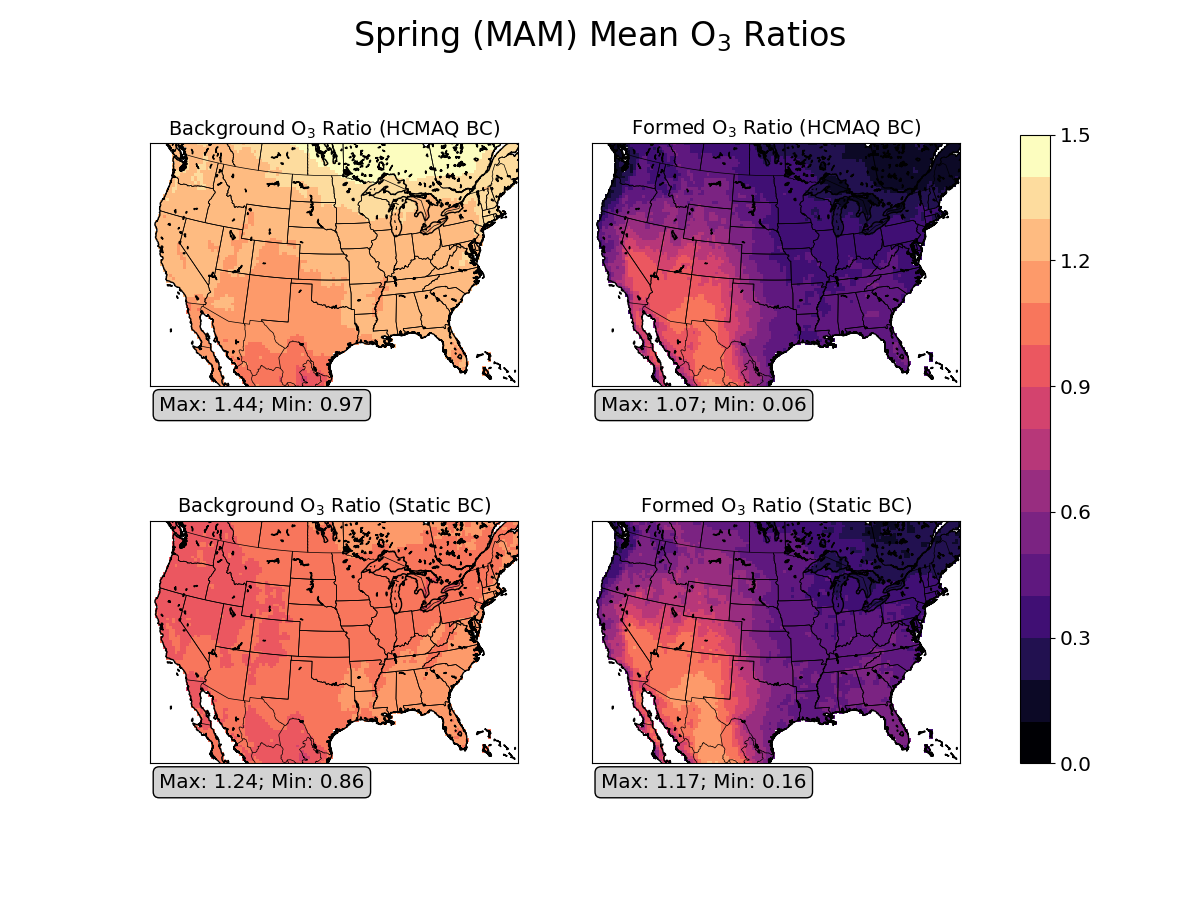 Spring (MAM) Mean O₃ Ratios
Background O₃ Ratio (HCMAQ BC)
Formed O₃ Ratio (HCMAQ BC)
Max: 1.44; Min: 0.97
Max: 1.07; Min: 0.06
Background O₃ Ratio (Static BC)
Formed O₃ Ratio (Static BC)
Max: 1.24; Min: 0.86
Max: 1.17; Min: 0.16
1.5
1.2
0.9
0.6
0.3
0.0